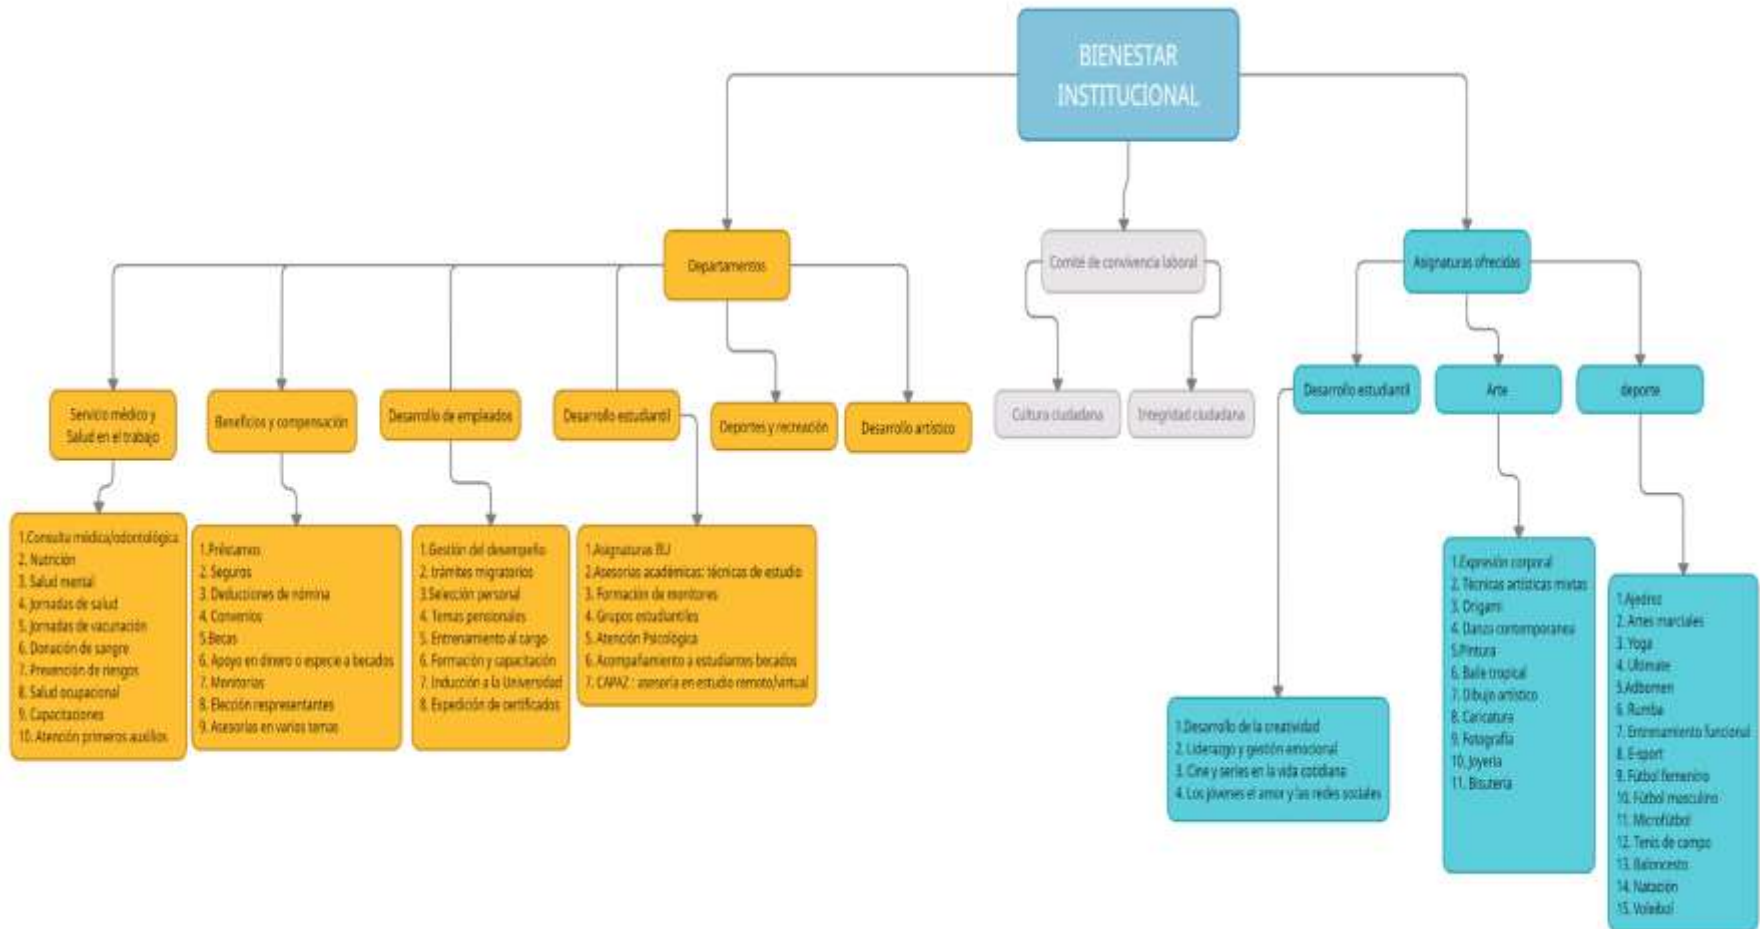 BIENESTAR
INSTITUCIONAL
Departamentos
Comité de convivencia laboral
Asignaturas ofrecidas
Servicio médico y
Salud en el trabajo
Beneficios y compensación
Desarrollo de empleados
Desarrollo estudiantil
Deportes y recreación
Desarrollo artístico
Cultura ciudadana
Integridad ciudadana
Desarrollo estudiantil
Arte
deporte
1.Consulta médica/odontológica
2. Nutrición
3. Salud mental
4. Jornadas de salud
5. Jornadas de vacunación
6. Donación de sangre
7. Prevención de riesgos
8. Salud ocupacional
9. Capacitaciones
10. Atención primeros auxilios
1.Préstamos
2. Seguros
3. Deducciones de nómina
4. Convenios
5.Becas
6. Apoyo en dinero o especie a becados
7. Monitorias
8. Elección respresentantes
9. Asesorías en varios temas
1.Gestión del desempeño
2. trámites migratorios
3.Selección personal
4. Temas pensionales
5. Entrenamiento al cargo
6. Formación y capacitación
7. Inducción a la Universidad
8. Expedición de certificados
1.Asignaturas BU
2.Asesorías académicas: técnicas de estudio
3. Formación de monitores
4. Grupos estudiantiles
5. Atención Psicológica
6. Acompañamiento a estudiantes becados
7. CAPAZ : asesoría en estudio remoto/virtual
1.Desarrollo de la creatividad
2. Liderazgo y gestión emocional
3. Cine y series en la vida cotidiana
4. Los jóvenes el amor y las redes sociales
1.Expresión corporal
2. Técnicas artísticas mixtas
3. Origami
4. Danza contemporanea
5.Pintura
6. Baile tropical
7. Dibujo artístico
8. Caricatura
9. Fotografía
10. Joyería
11. Bisutería
1.Ajedrez
2. Artes marciales
3. Yoga
4. Ultimate
5.Adbomen
6. Rumba
7. Entrenamiento funcional
8. E-sport
9. Fútbol femenino
10. Fútbol masculino
11. Microfútbol
12. Tenis de campo
13. Baloncesto
14. Natación
15. Voleibol